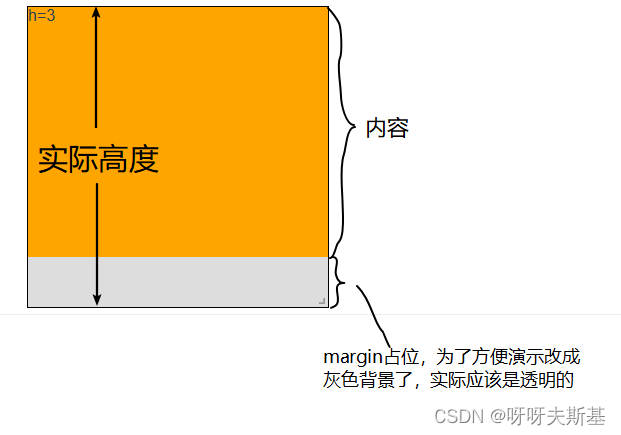 h=3
内容
实际高度
margin占位，为了方便演示改成
灰色背景了，实际应该是透明的
CSDN @呀呀夫斯基